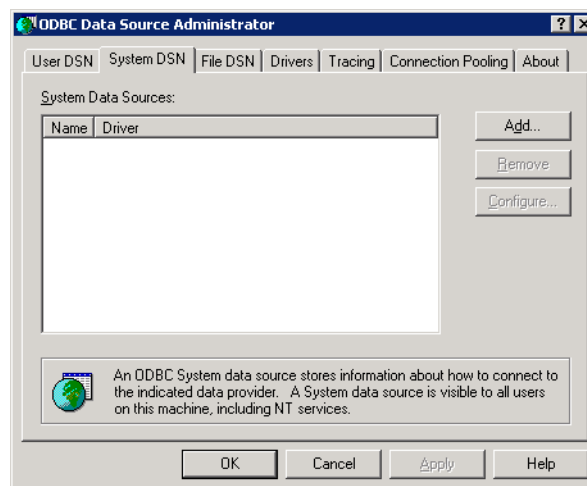 ODBC Data Source Administrator
User DSN System DSN File DSN Drivers Tracing Connection Pooling About
System Data Sources:
Name Driver
Add...
Remove
Configure...
An ODBC System data source stores information about how to connect to
the indicated data provider. A System data source is visible to all users
on this machine, including NT services.
OK Cancel Apply Help